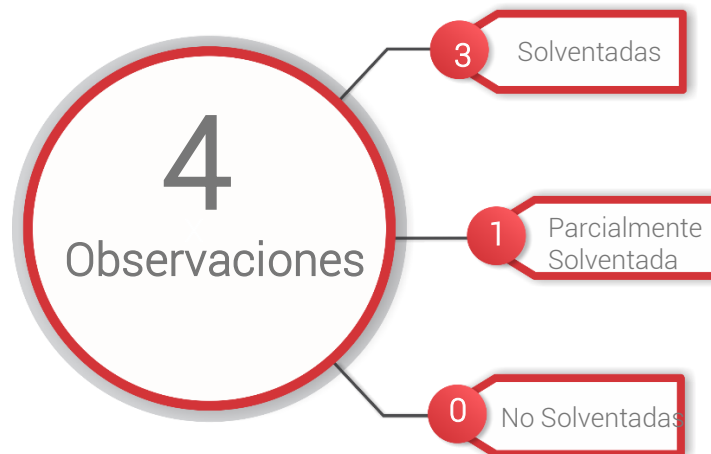 4
Observaciones
3
Solventadas
1
Parcialmente
Solventada
0
No Solventadas